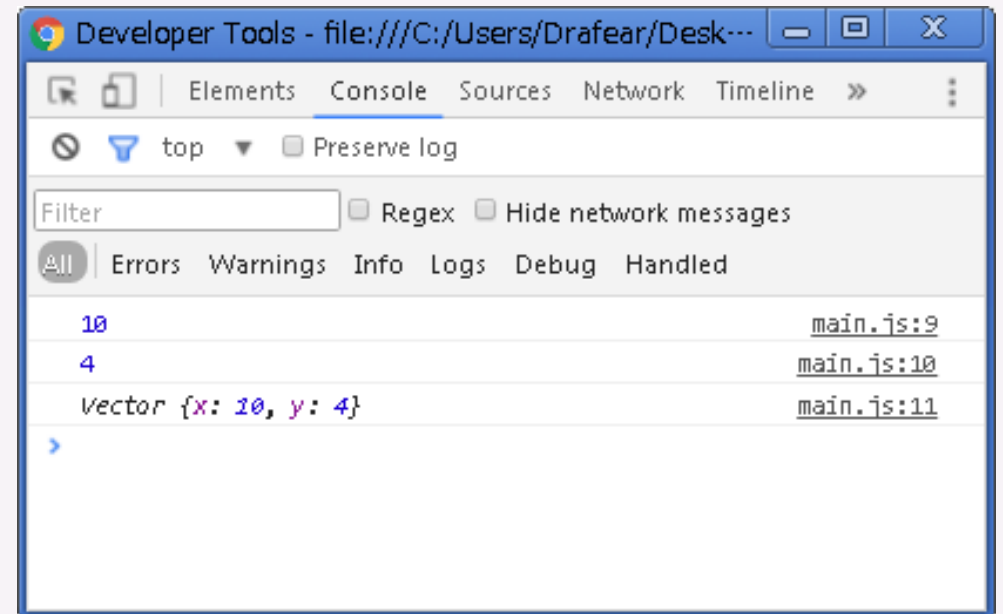 Developer Tools - file:///C:/Users/Drafear/Desk...
Elements Console Sources Network Timeline »
top ▼ Preserve log
Filter Regex Hide network messages
All Errors Warnings Info Logs Debug Handled
10 main.js:9
4 main.js:10
Vector {x: 10, y: 4} main.js:11
>